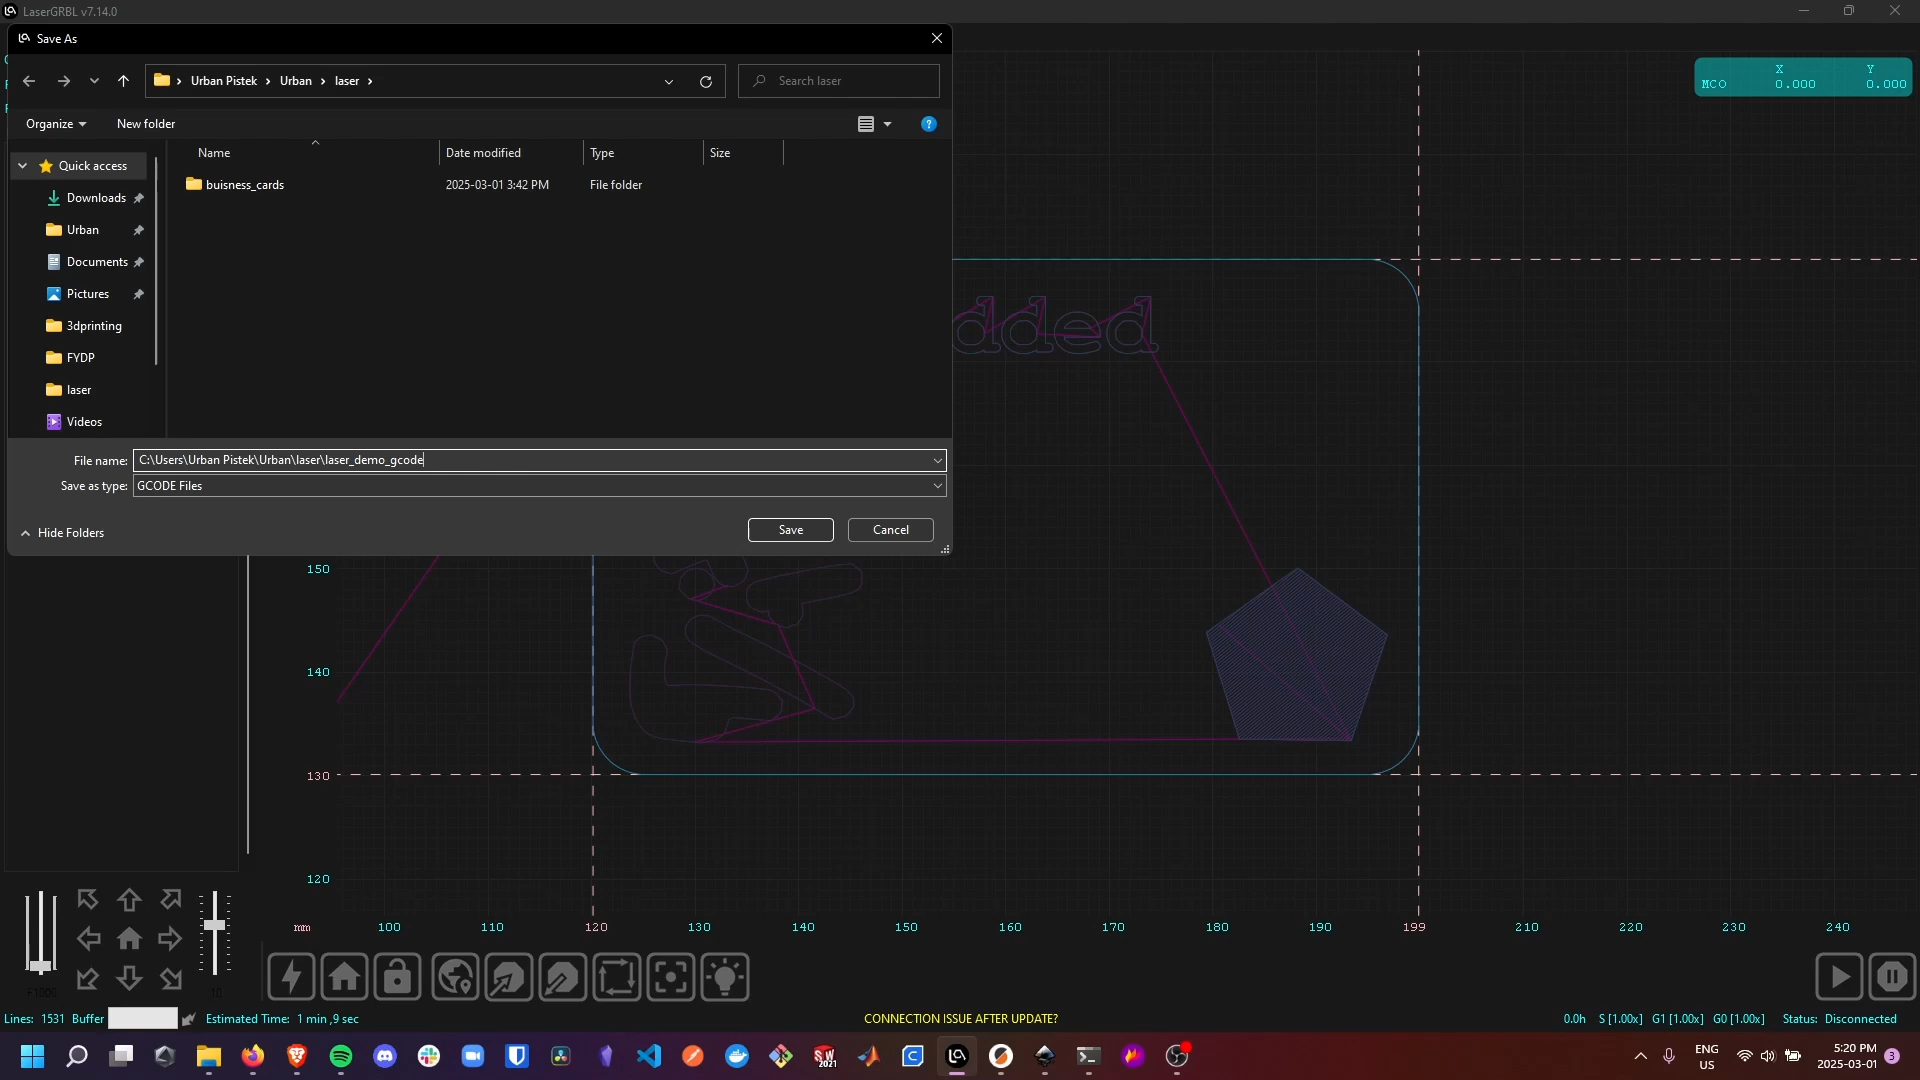 LaserGRBL v7.14.0
Save As
Urban Pistek › Urban › laser ›
Search laser
Organize
New folder
Name
Date modified
Type
Size
Quick access
Downloads
Urban
Documents
Pictures
3dprinting
FYDP
laser
Videos
buisness_cards
2025-03-01 3:42 PM
File folder
File name: C:\Users\Urban Pistek\Urban\laser\laser_demo_gcode
Save as type: GCODE Files
Hide Folders
Save
Cancel
X
Y
MCO
0.000
0.000
dded
150
140
130
120
mm
100
110
120
130
140
150
160
170
180
190
199
210
220
230
240
F1000
10
Lines: 1531
Buffer
Estimated Time: 1 min ,9 sec
CONNECTION ISSUE AFTER UPDATE?
0.0h
S [1.00x]
G1 [1.00x]
G0 [1.00x]
Status: Disconnected
SW
2021
ENG
US
5:20 PM
2025-03-01
3